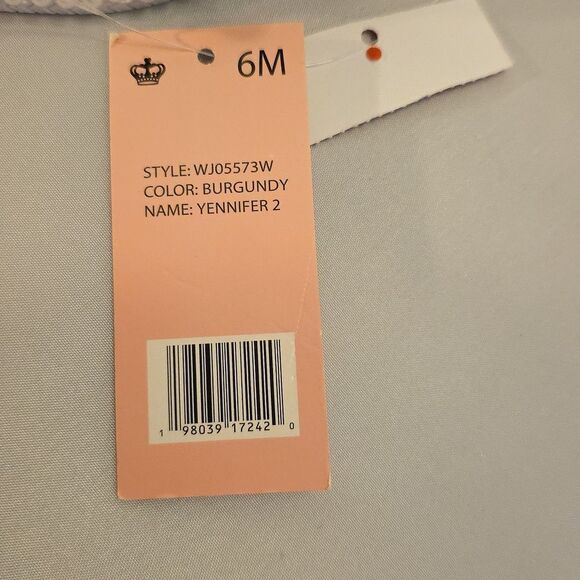 6M
STYLE: WJ05573W
COLOR: BURGUNDY
NAME: YENNIFER 2
1 98039 17242 0